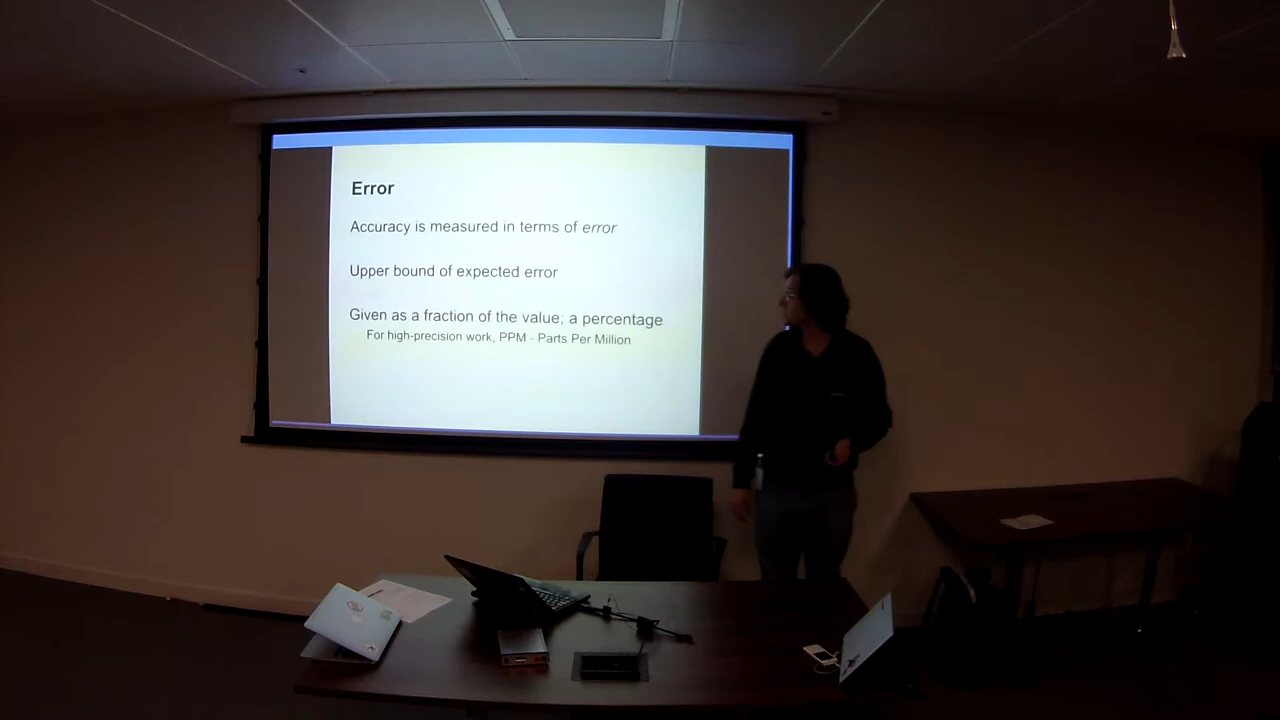 Error
Accuracy is measured in terms of error
Upper bound of expected error
Given as a fraction of the value; a percentage
For high-precision work, PPM - Parts Per Million